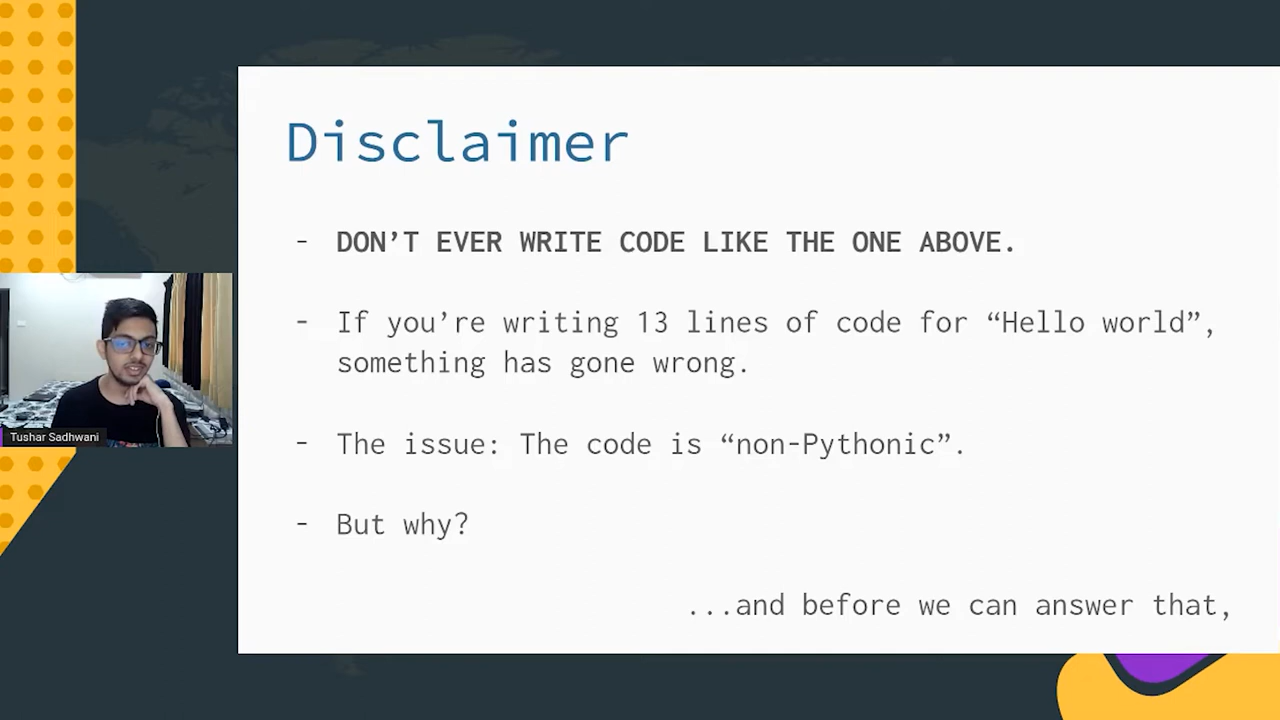 Disclaimer
- DON’T EVER WRITE CODE LIKE THE ONE ABOVE.
- If you’re writing 13 lines of code for “Hello world”,
something has gone wrong.
- The issue: The code is “non-Pythonic”.
- But why?
...and before we can answer that,
Tushar Sadhwani